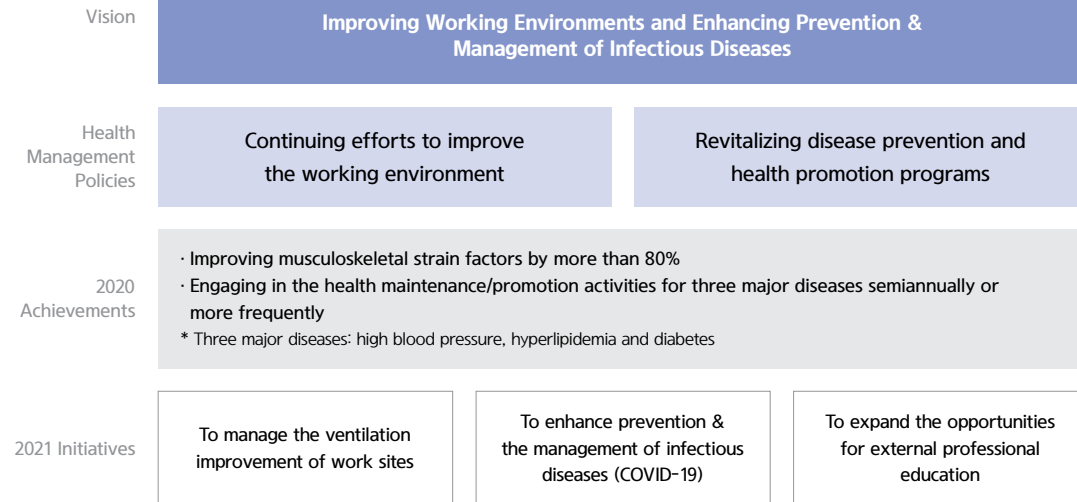 Vision
Improving Working Environments and Enhancing Prevention &
Management of Infectious Diseases
Health
Management
Policies
Continuing efforts to improve
the working environment
Revitalizing disease prevention and
health promotion programs
2020
Achievements
· Improving musculoskeletal strain factors by more than 80%
· Engaging in the health maintenance/promotion activities for three major diseases semiannually or
more frequently
* Three major diseases: high blood pressure, hyperlipidemia and diabetes
2021 Initiatives
To manage the ventilation
improvement of work sites
To enhance prevention &
the management of infectious
diseases (COVID-19)
To expand the opportunities
for external professional
education